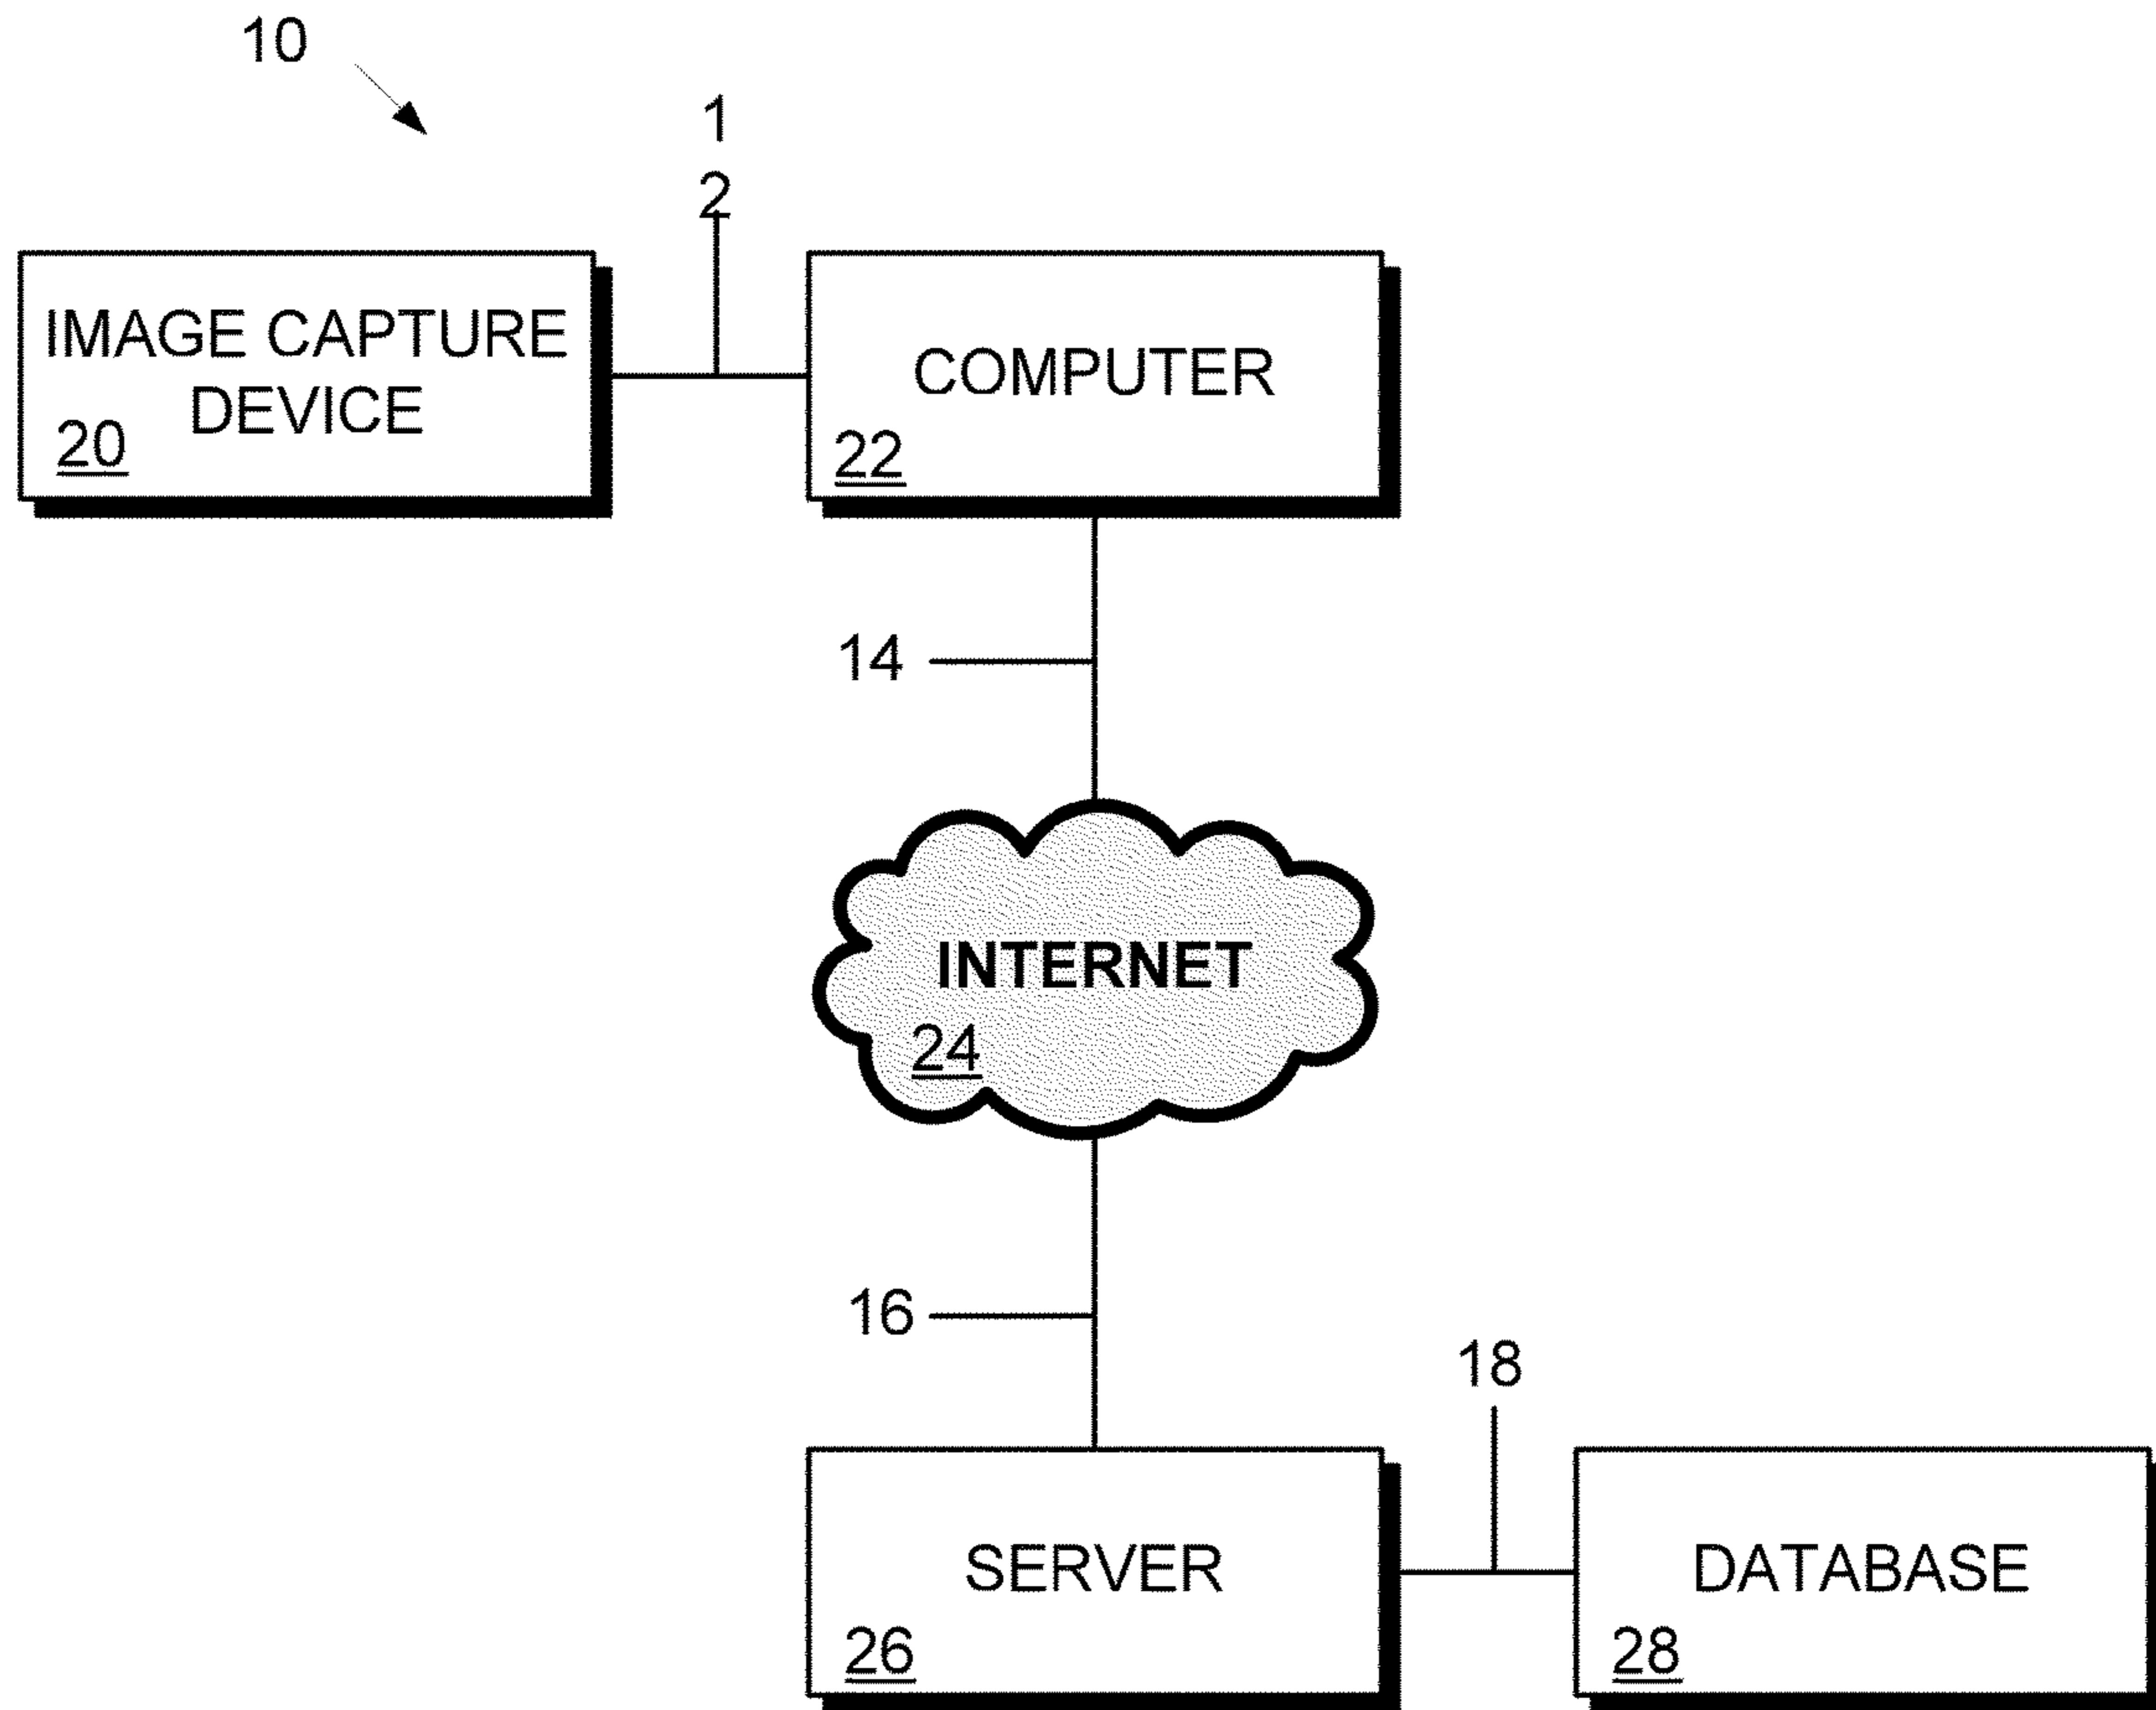 10
1
2
IMAGE CAPTURE
DEVICE
20
COMPUTER
22
14
INTERNET
24
16
18
SERVER
26
DATABASE
28